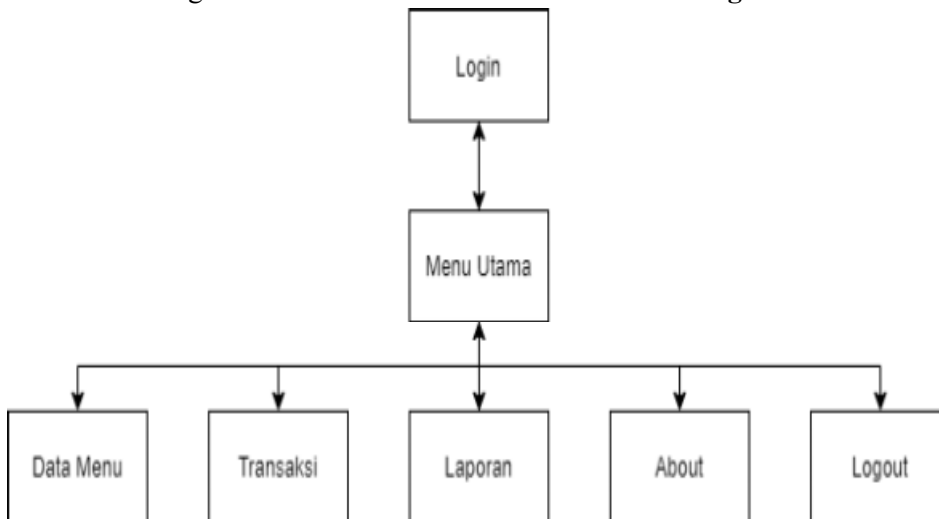 Login
Menu Utama
Data Menu
Transaksi
Laporan
About
Logout